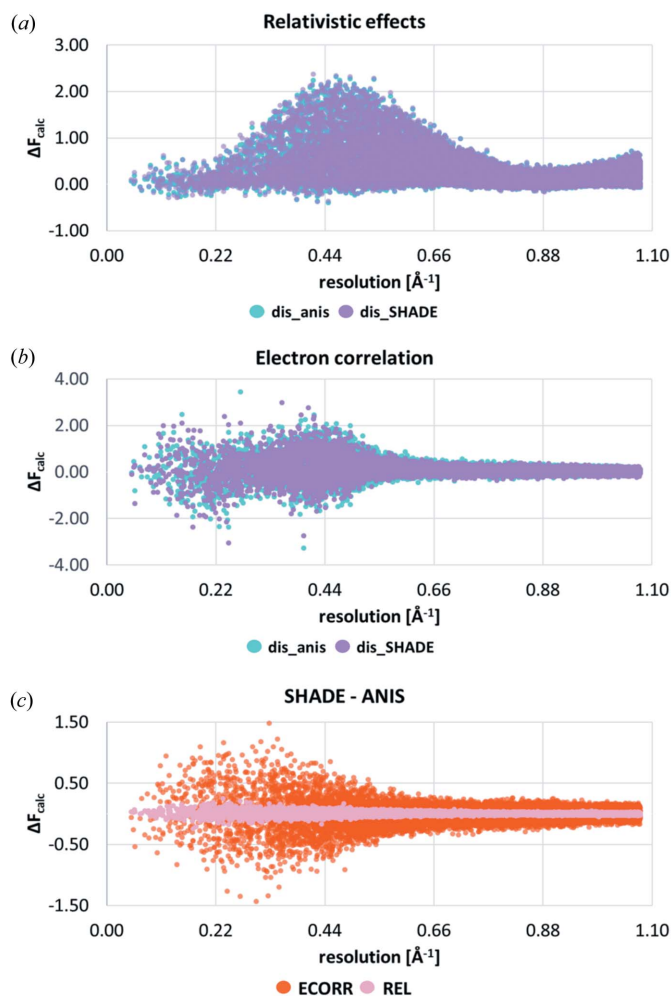 (a) Relativistic effects
3.00
2.00
1.00
0.00
-1.00
ΔFcalc
0.00 0.22 0.44 0.66 0.88 1.10
resolution [Å-1]
dis_anis dis_SHADE
(b) Electron correlation
4.00
2.00
0.00
-2.00
-4.00
ΔFcalc
0.00 0.22 0.44 0.66 0.88 1.10
resolution [Å-1]
dis_anis dis_SHADE
(c) SHADE - ANIS
1.50
0.50
-0.50
-1.50
ΔFcalc
0.00 0.22 0.44 0.66 0.88 1.10
resolution [Å-1]
ECORR REL